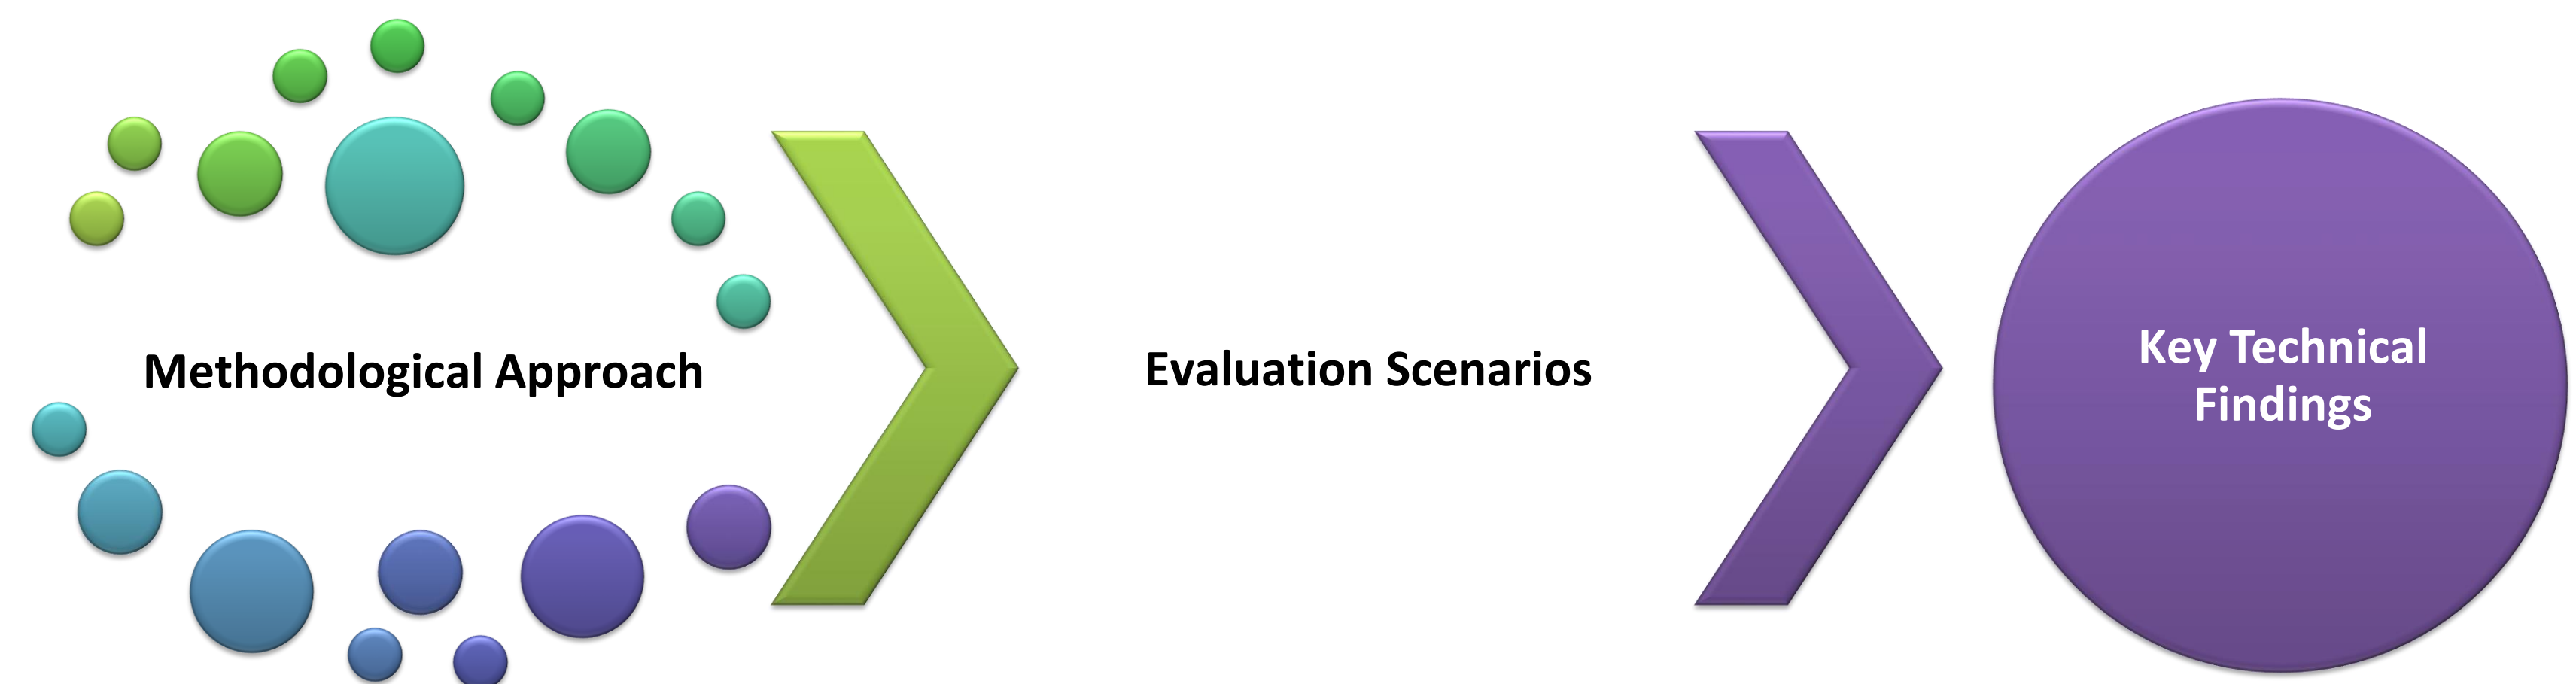 Methodological Approach
Evaluation Scenarios
Key Technical
Findings